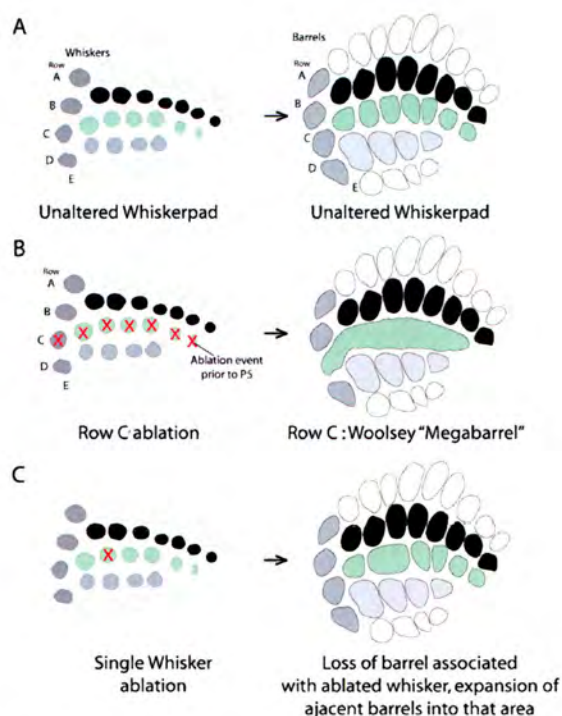 A
Whiskers
Row
A
B
C
D
E
Unaltered Whiskerpad
Barrels
Row
A
B
C
D
E
Unaltered Whiskerpad
B
Row
A
B
C
D
E
X X X X X X X
Ablation event
prior to P5
Row C ablation
Row C : Woolsey "Megabarrel"
C
X
Single Whisker
ablation
Loss of barrel associated
with ablated whisker, expansion of
ajacent barrels into that area